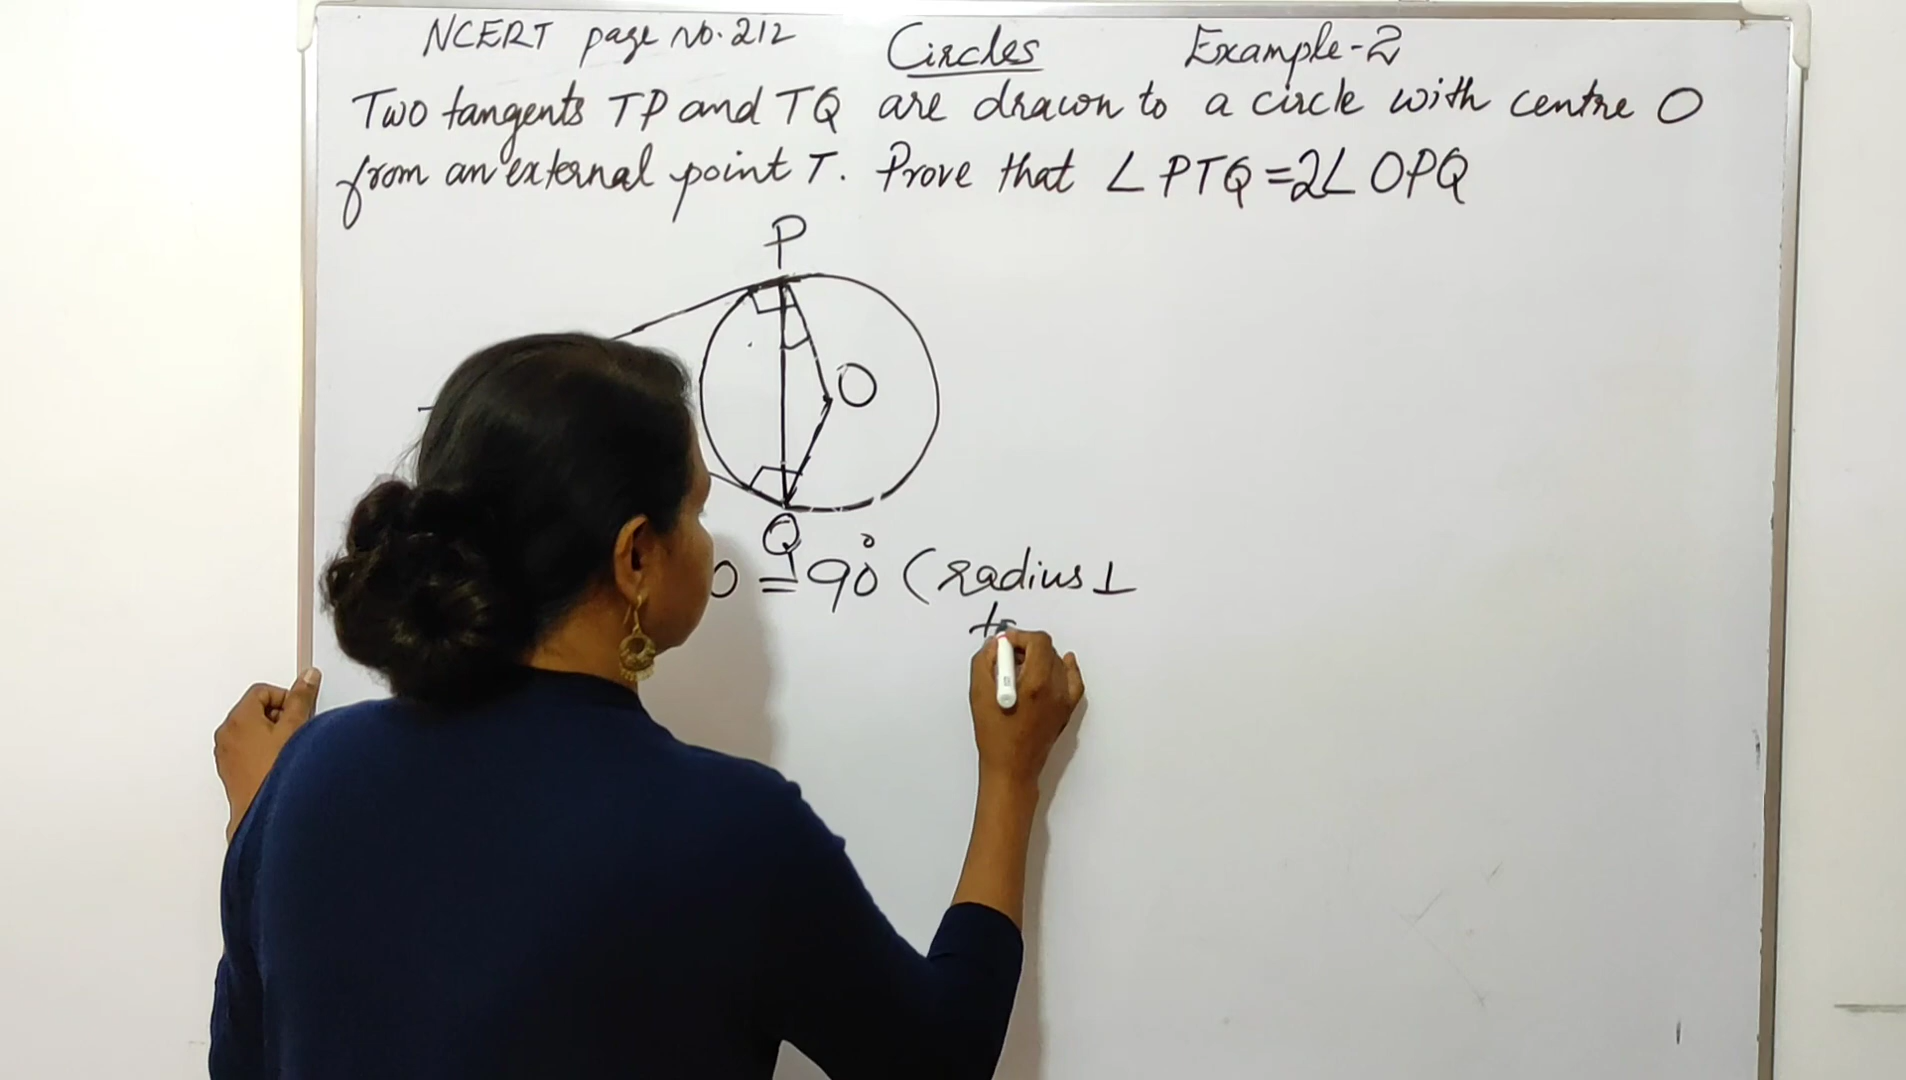 NCERT page No. 212 Circles Example-2
Two tangents TP and TQ are drawn to a circle with centre O
from an external point T. Prove that ∠PTQ = 2∠OPQ
P
O
Q
O = 90° (radius ⊥
to